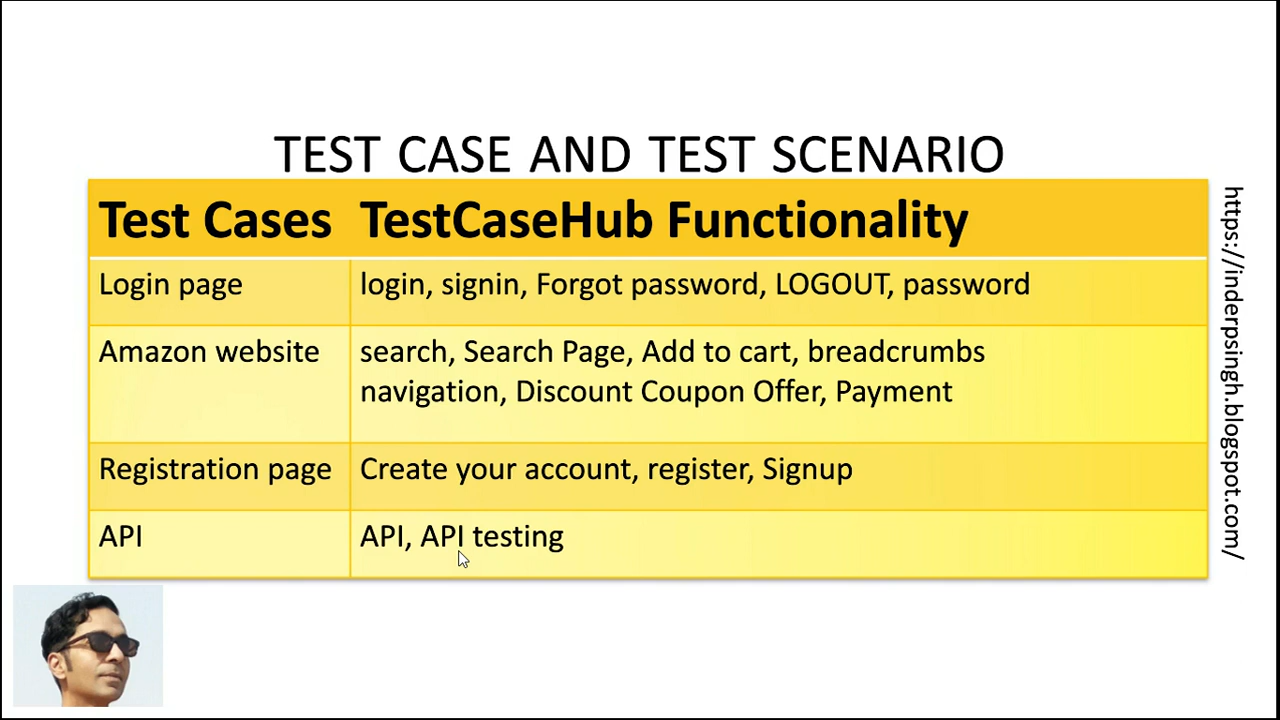 TEST CASE AND TEST SCENARIO
Test Cases TestCaseHub Functionality
Login page login, signin, Forgot password, LOGOUT, password
Amazon website search, Search Page, Add to cart, breadcrumbs
navigation, Discount Coupon Offer, Payment
Registration page Create your account, register, Signup
API API, API testing
https://inderpsingh.blogspot.com/